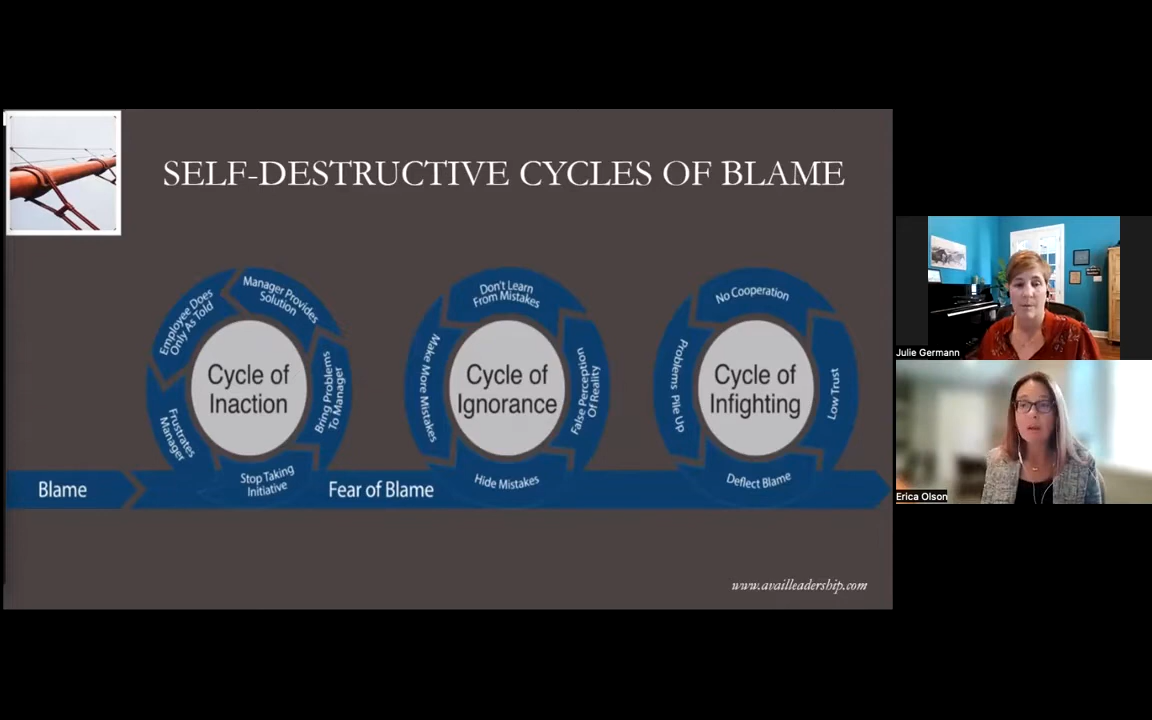 SELF-DESTRUCTIVE CYCLES OF BLAME
Manager Provides
Solution
Bring Problems
To Manager
Stop Taking
Initiative
Frustrates
Manager
Employee Does
Only As Told
Cycle of
Inaction
Don't Learn
From Mistakes
False Perception
Of Reality
Hide Mistakes
Make More Mistakes
Cycle of
Ignorance
No Cooperation
Low Trust
Deflect Blame
Problems Pile Up
Cycle of
Infighting
Blame
Fear of Blame
www.availleadership.com
Julie Germann
Erica Olson